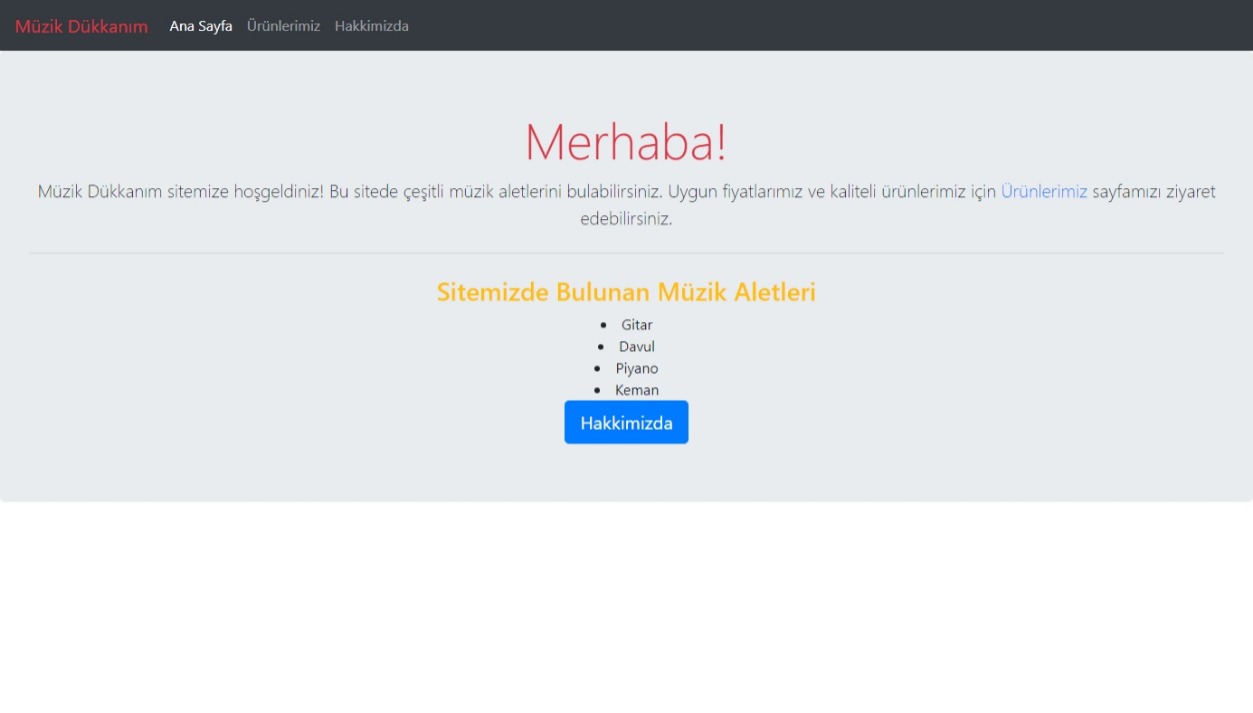 Müzik Dükkanım Ana Sayfa Ürünlerimiz Hakkimizda
Merhaba!
Müzik Dükkanım sitemize hoşgeldiniz! Bu sitede çeşitli müzik aletlerini bulabilirsiniz. Uygun fiyatlarımız ve kaliteli ürünlerimiz için Ürünlerimiz sayfamızı ziyaret
edebilirsiniz.
Sitemizde Bulunan Müzik Aletleri
• Gitar
• Davul
• Piyano
• Keman
Hakkimizda